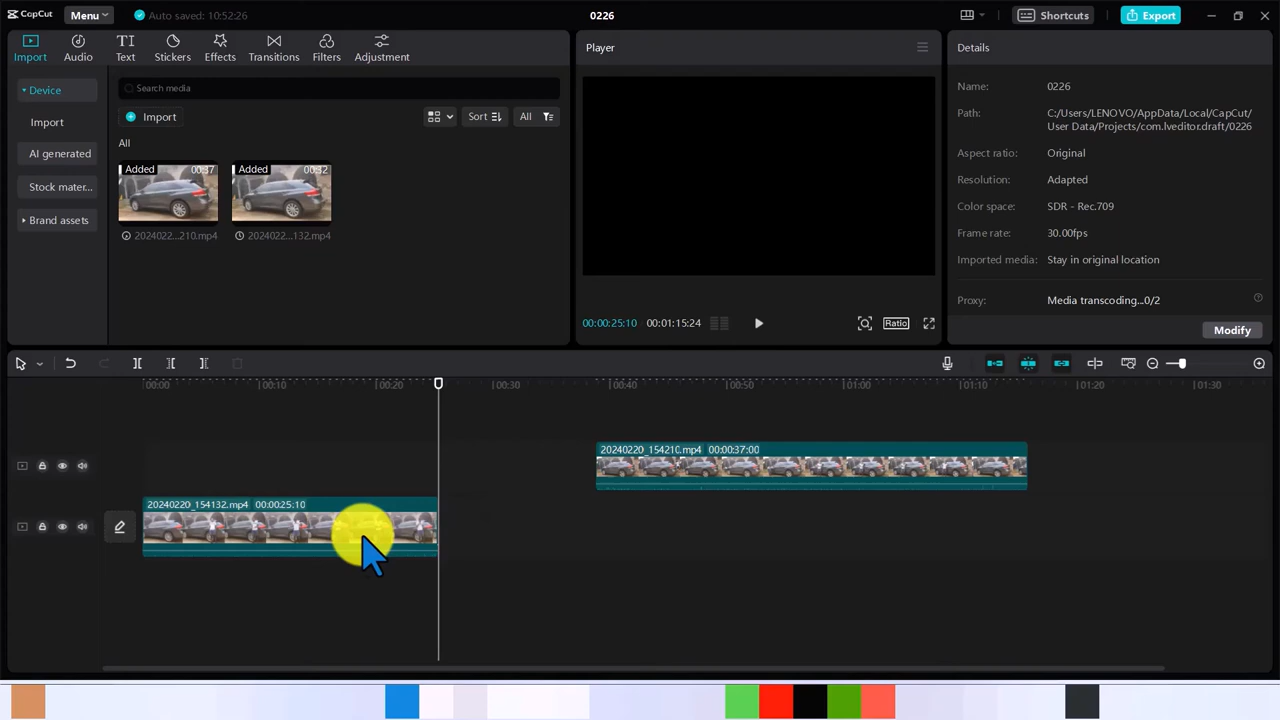 CapCut
Menu
Auto saved: 10:52:26
0226
Shortcuts
Export
Import
Audio
Text
Stickers
Effects
Transitions
Filters
Adjustment
Device
Import
AI generated
Stock mater...
Brand assets
Search media
Import
Sort
All
All
Added
00:37
Added
00:32
2024022...210.mp4
2024022...132.mp4
Player
00:00:25:10
00:01:15:24
Ratio
Details
Name:
0226
Path:
C:/Users/LENOVO/AppData/Local/CapCut/
User Data/Projects/com.lveditor.draft/0226
Aspect ratio:
Original
Resolution:
Adapted
Color space:
SDR - Rec.709
Frame rate:
30.00fps
Imported media:
Stay in original location
Proxy:
Media transcoding...0/2
Modify
00:00
00:10
00:20
00:30
00:40
00:50
01:00
01:10
01:20
01:30
20240220_154210.mp4 00:00:37:00
20240220_154132.mp4 00:00:25:10